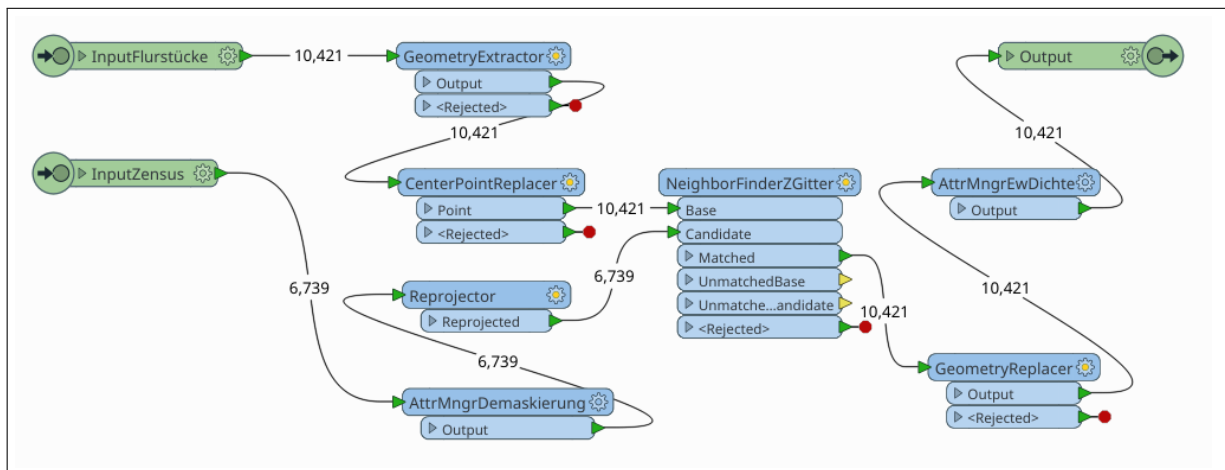 InputFlurstücke
10,421
GeometryExtractor
Output
<Rejected>
10,421
InputZensus
CenterPointReplacer
Point
<Rejected>
10,421
6,739
Reprojector
Reprojected
6,739
AttrMngrDemaskierung
Output
6,739
NeighborFinderZGitter
Base
Candidate
Matched
UnmatchedBase
Unmatche...andidate
<Rejected>
10,421
GeometryReplacer
Output
<Rejected>
10,421
AttrMngrEwDichte
Output
10,421
Output